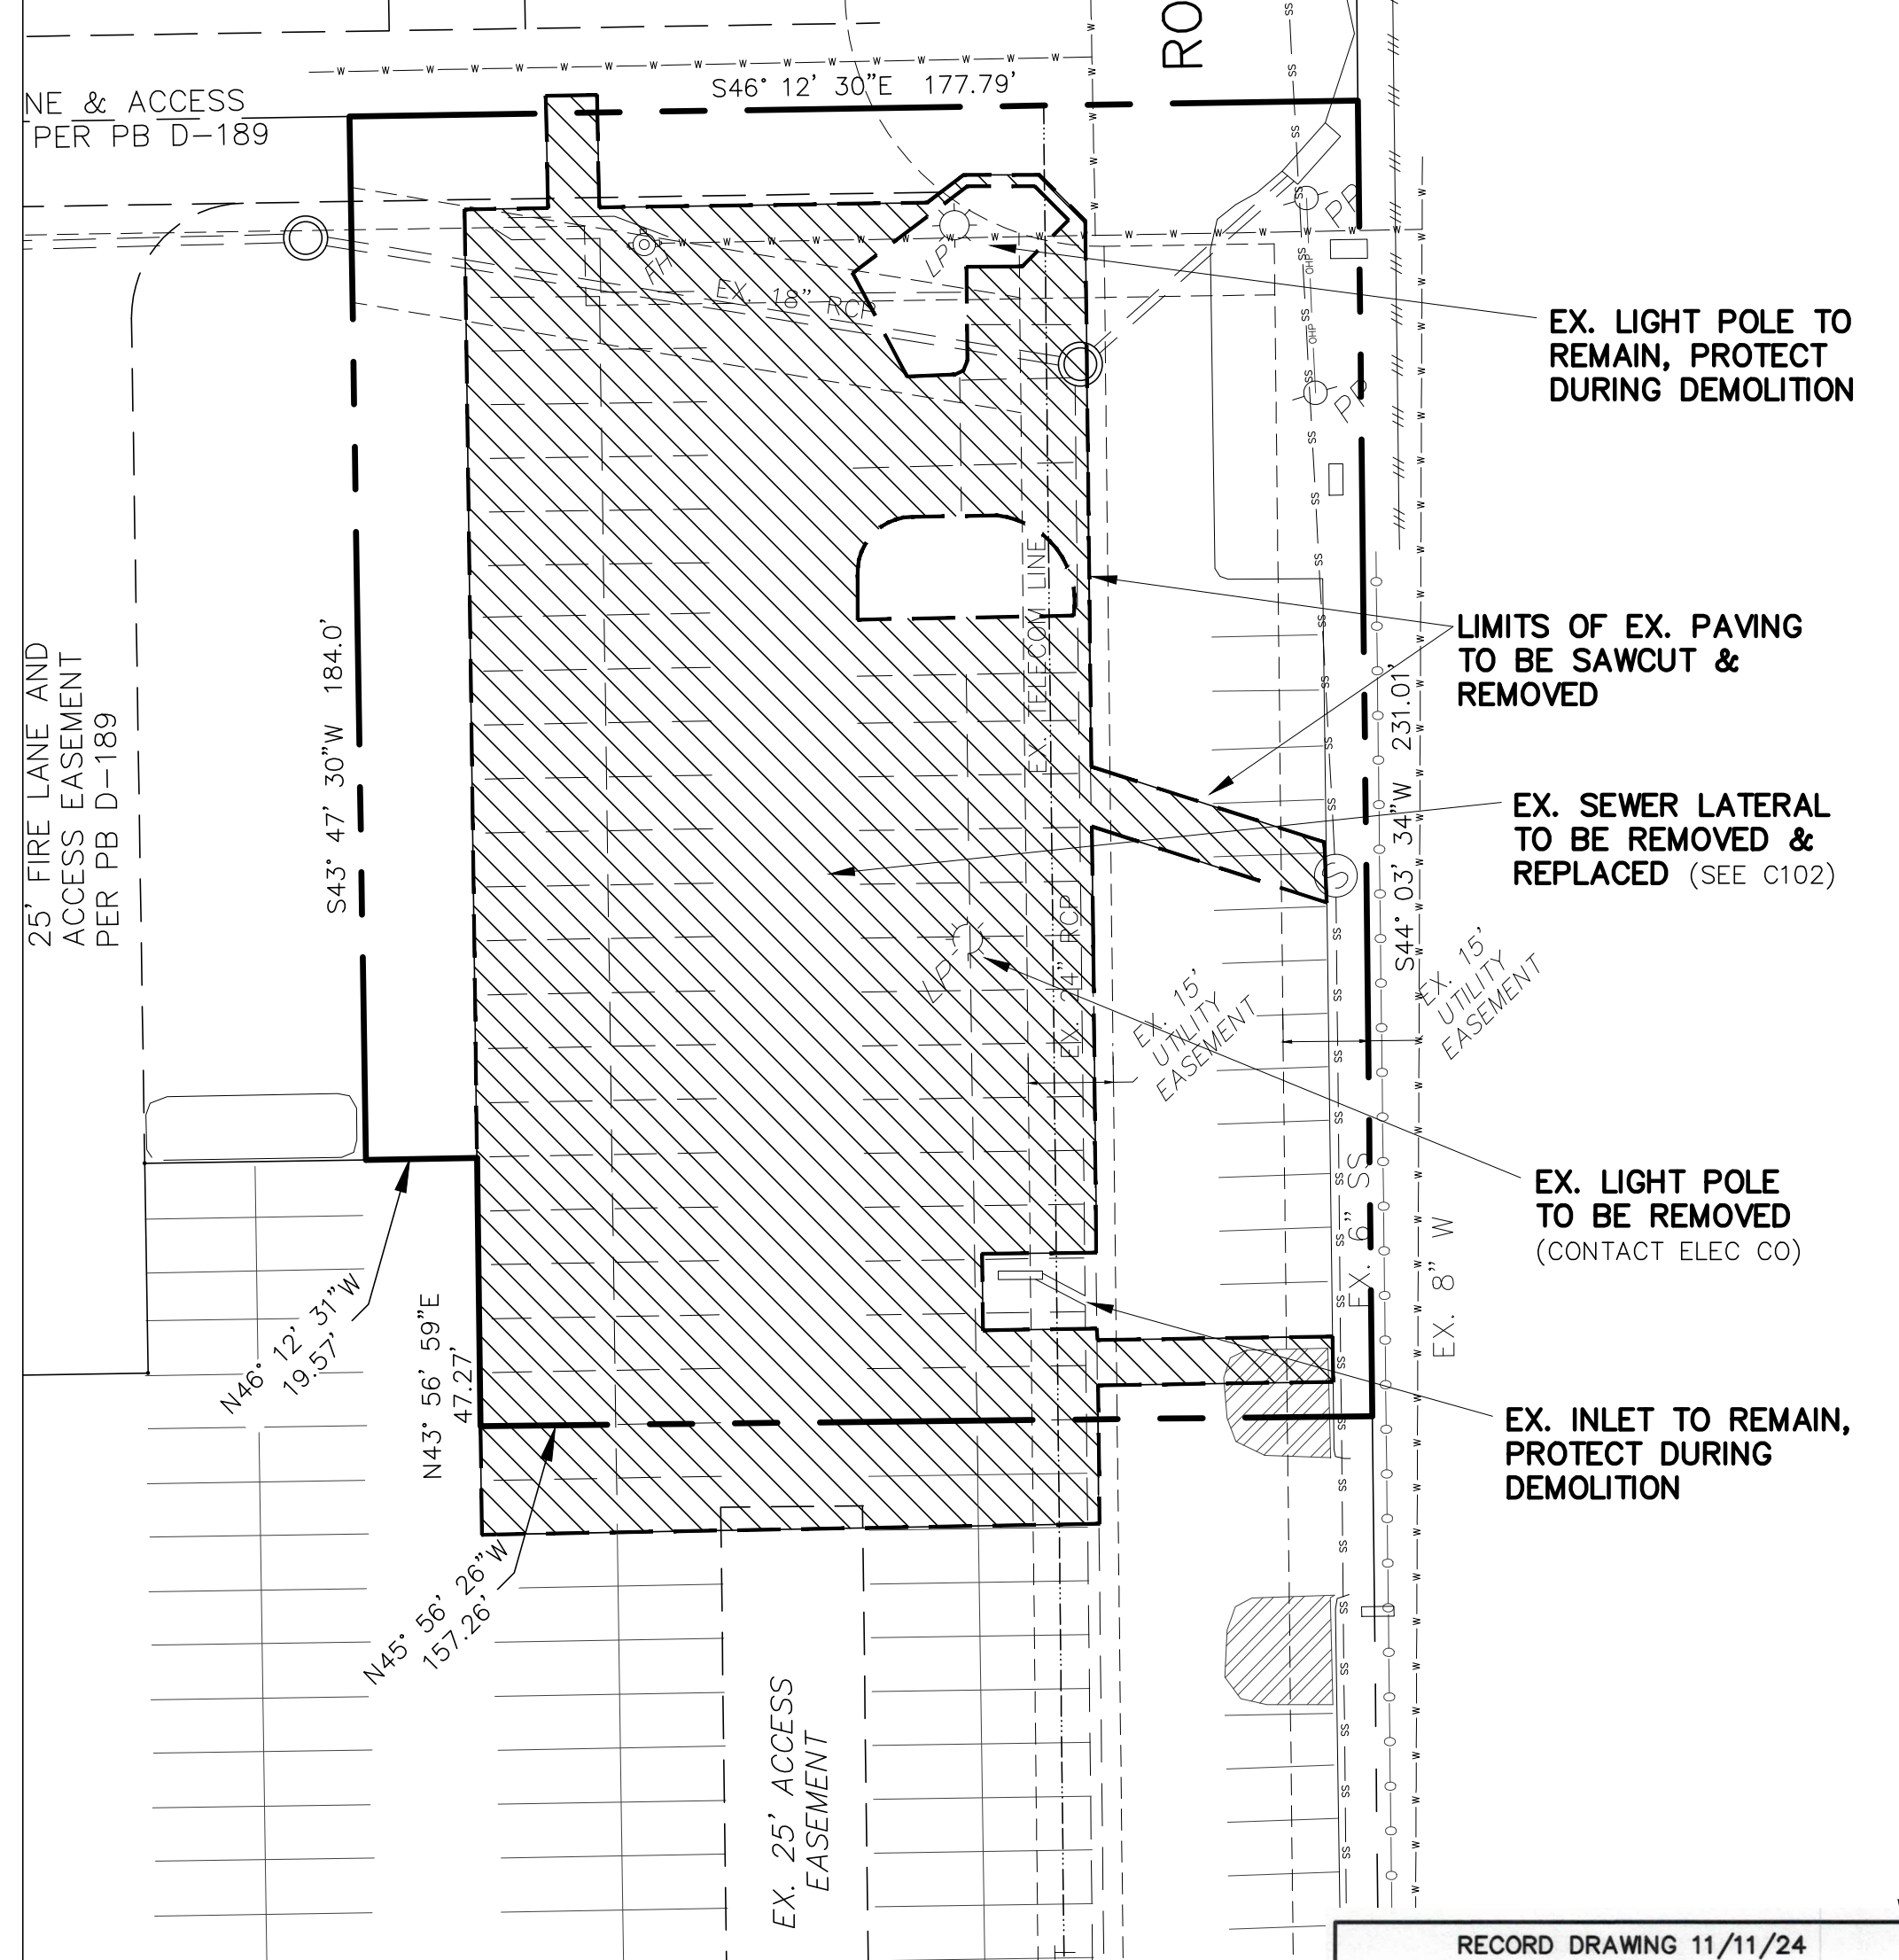 RO
S46° 12' 30"E 177.79'
NE & ACCESS
PER PB D-189
PP
FH
LP
EX. 18" RCP
OHP
OHP
PP
EX. LIGHT POLE TO
REMAIN, PROTECT
DURING DEMOLITION
EX. TELECOM LINE
LIMITS OF EX. PAVING
TO BE SAWCUT &
REMOVED
25' FIRE LANE AND
ACCESS EASEMENT
PER PB D-189
S43° 47' 30"W 184.0'
S44° 03' 34"W 231.01'
EX. SEWER LATERAL
TO BE REMOVED &
REPLACED (SEE C102)
S
LP
EX. 24" RCP
EX. 15'
UTILITY
EASEMENT
EX. 15'
UTILITY
EASEMENT
EX. LIGHT POLE
TO BE REMOVED
(CONTACT ELEC CO)
EX. 6" SS
EX. 8" W
N46° 12' 31"W
19.57'
N43° 56' 59"E
47.27'
EX. INLET TO REMAIN,
PROTECT DURING
DEMOLITION
N45° 56' 26"W
157.26'
EX. 25' ACCESS
EASEMENT
RECORD DRAWING 11/11/24